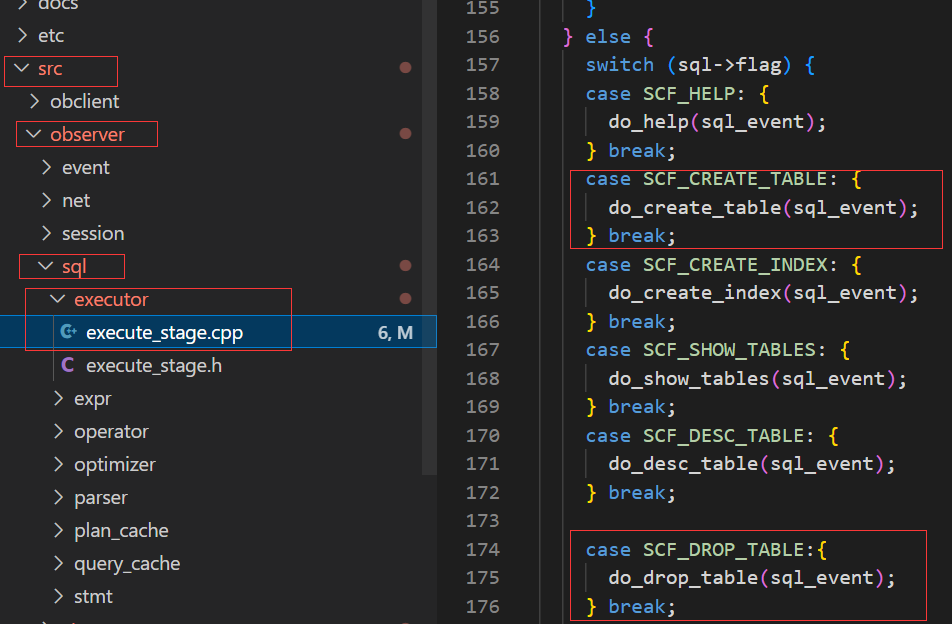 docs
etc
src
obclient
observer
event
net
session
sql
executor
execute_stage.cpp 6, M
execute_stage.h
expr
operator
optimizer
parser
plan_cache
query_cache
stmt
155 }
156 } else {
157 switch (sql->flag) {
158 case SCF_HELP: {
159 do_help(sql_event);
160 } break;
161 case SCF_CREATE_TABLE: {
162 do_create_table(sql_event);
163 } break;
164 case SCF_CREATE_INDEX: {
165 do_create_index(sql_event);
166 } break;
167 case SCF_SHOW_TABLES: {
168 do_show_tables(sql_event);
169 } break;
170 case SCF_DESC_TABLE: {
171 do_desc_table(sql_event);
172 } break;
173
174 case SCF_DROP_TABLE:{
175 do_drop_table(sql_event);
176 } break;